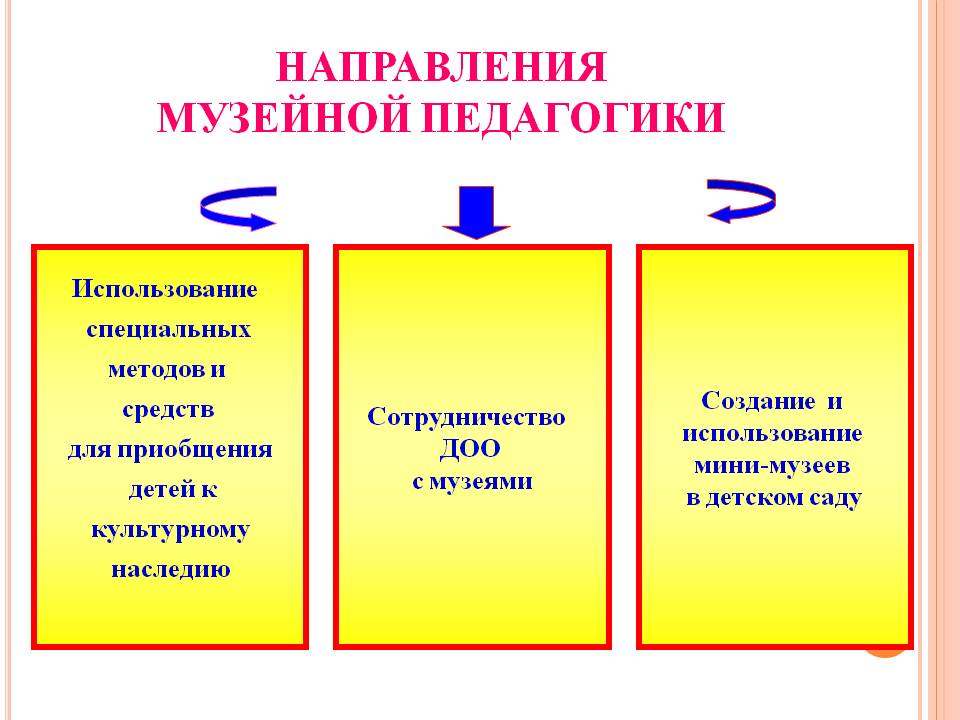 НАПРАВЛЕНИЯ
МУЗЕЙНОЙ ПЕДАГОГИКИ
Использование
специальных
методов и
средств
для приобщения
детей к
культурному
наследию
Сотрудничество
ДОО
с музеями
Создание и
использование
мини-музеев
в детском саду